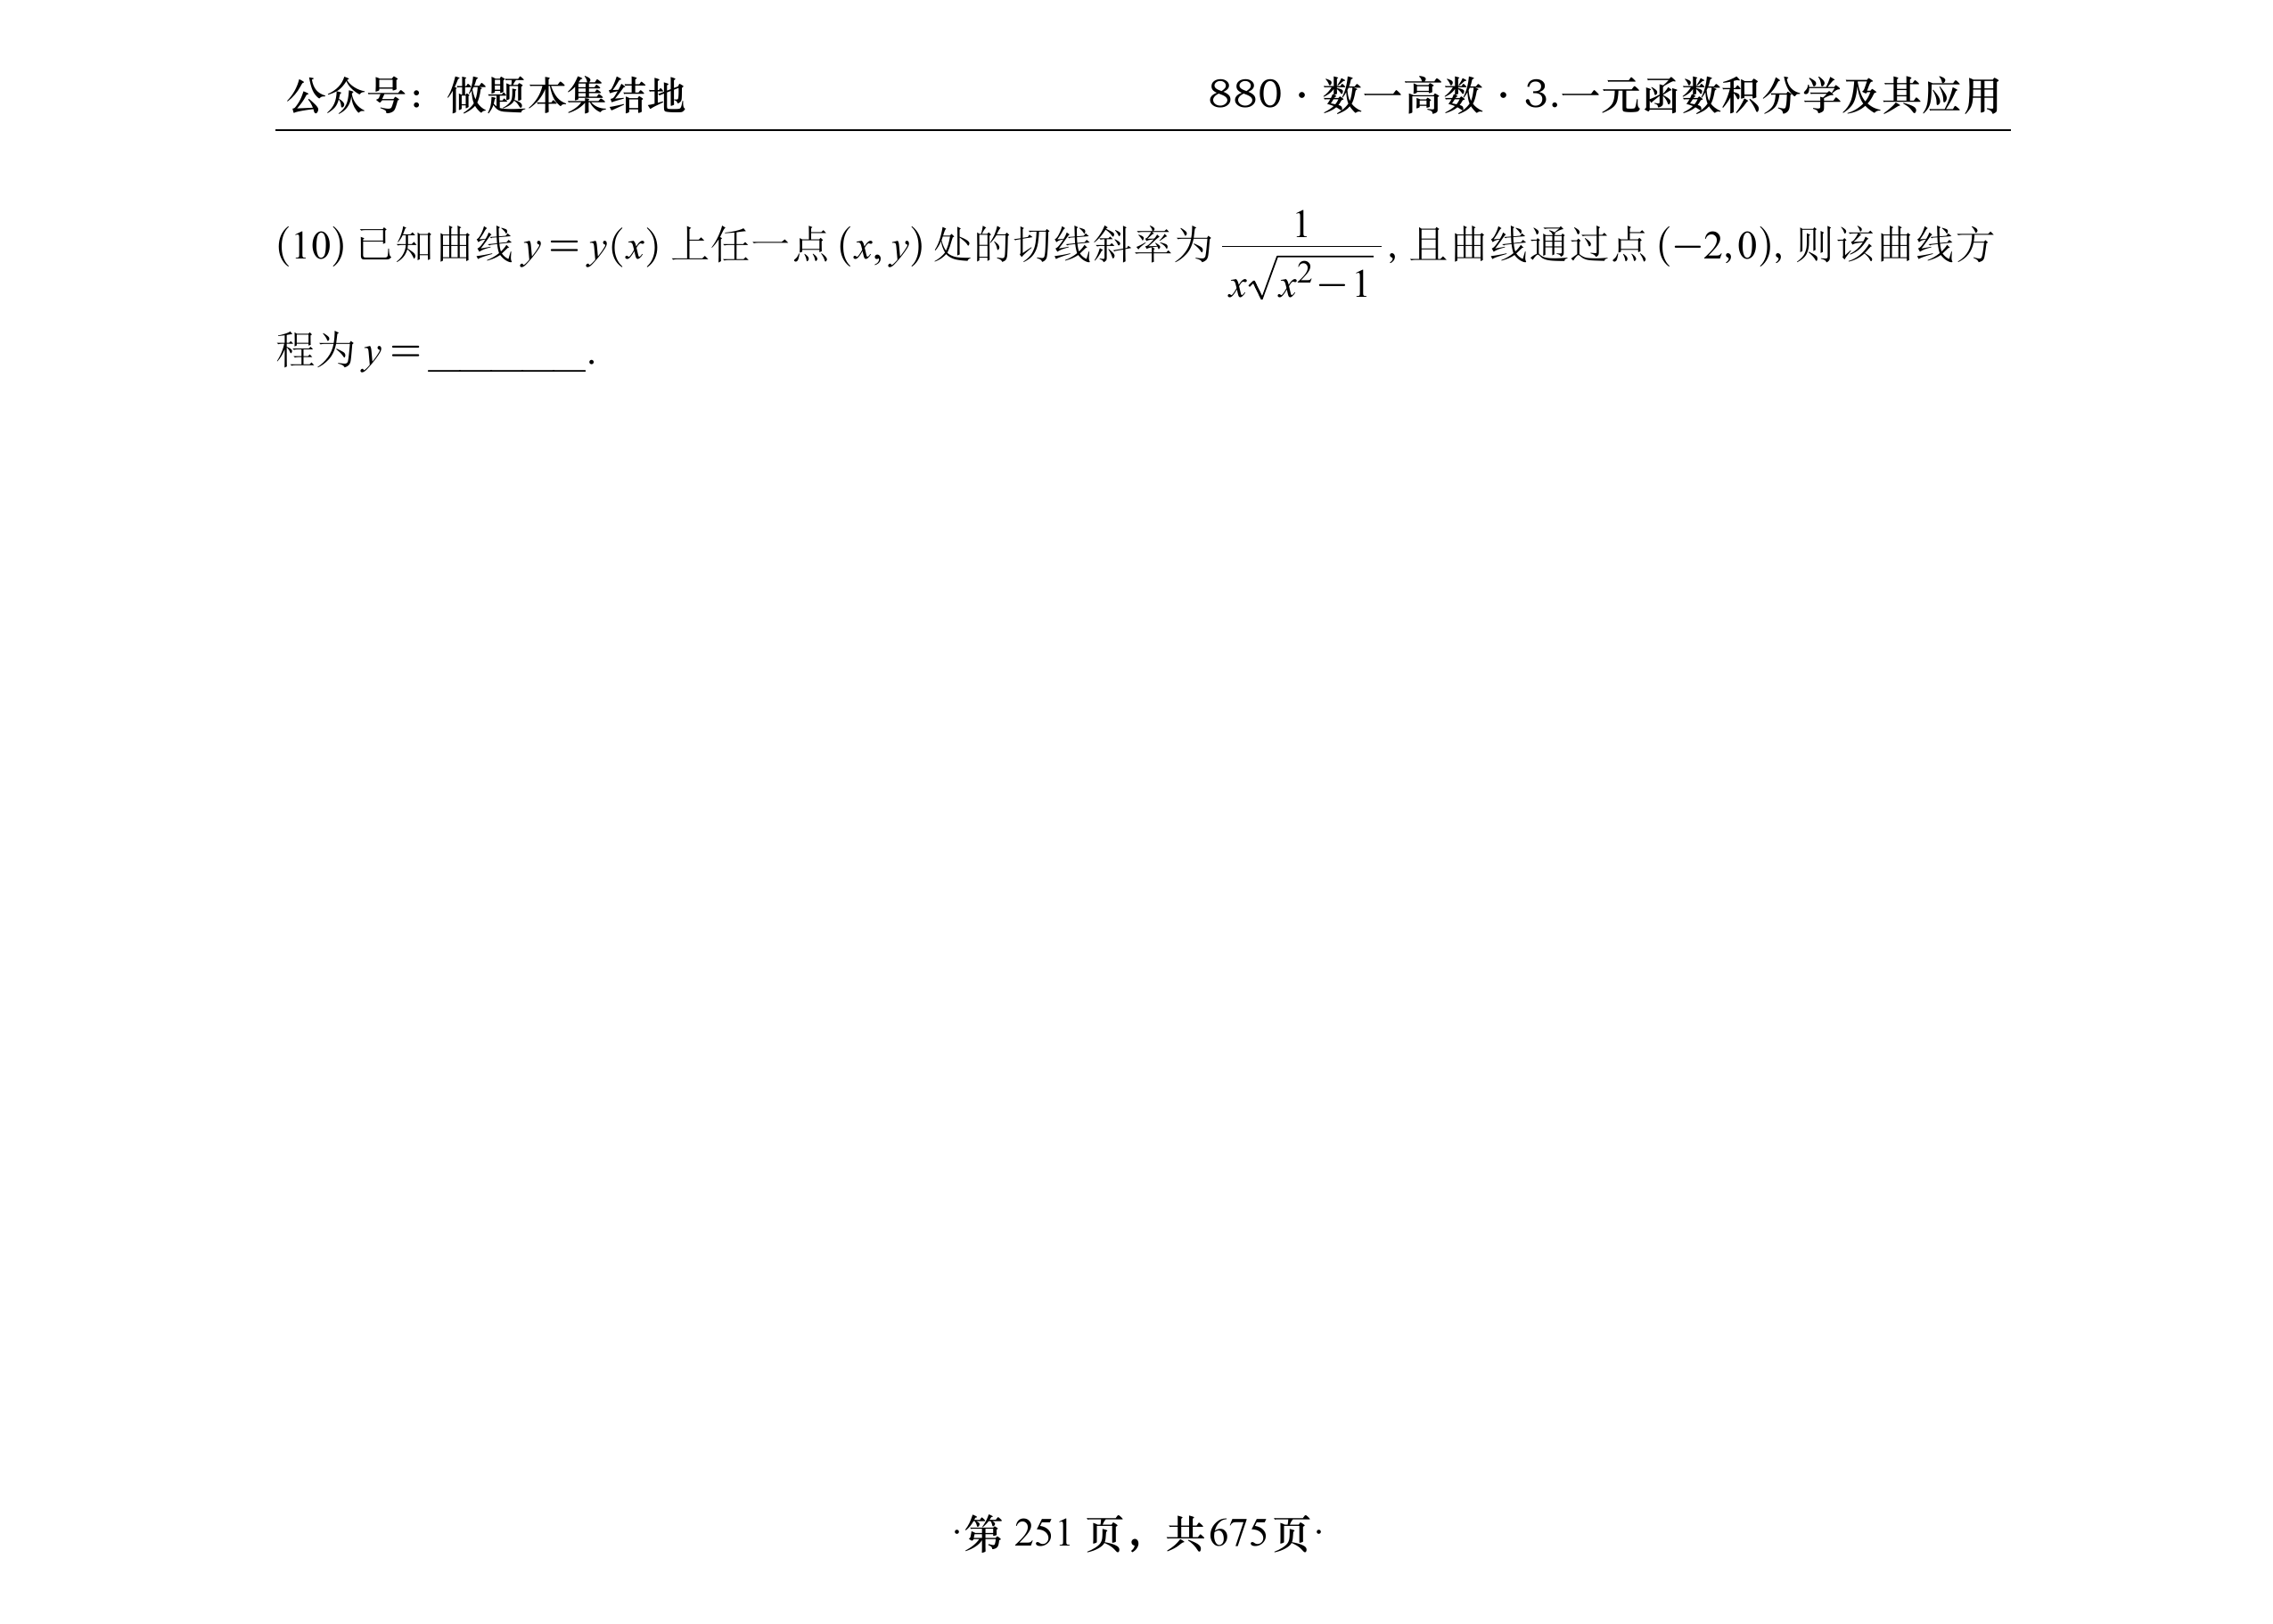 公众号：做题本集结地
880·数一高数·3.一元函数积分学及其应用
(10) 已知曲线 y = y(x) 上任一点 (x, y) 处的切线斜率为 \frac{1}{x\sqrt{x^2-1}}, 且曲线通过点 (−2,0), 则该曲线方
程为 y = ________.
·第 251 页，共675页·